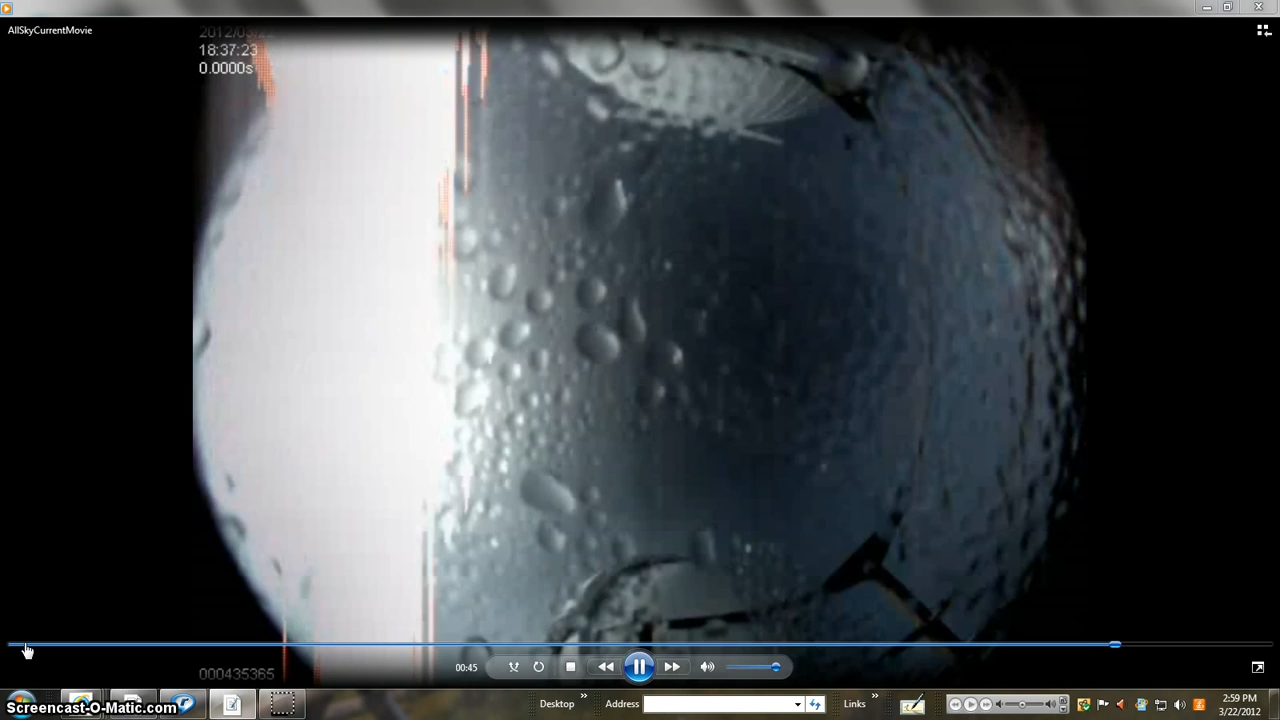 AllSkyCurrentMovie
18:37:23
0.0000s
000435365
00:45
Desktop
»
Address
Links
»
2:59 PM
3/22/2012
Screencast-O-Matic.com